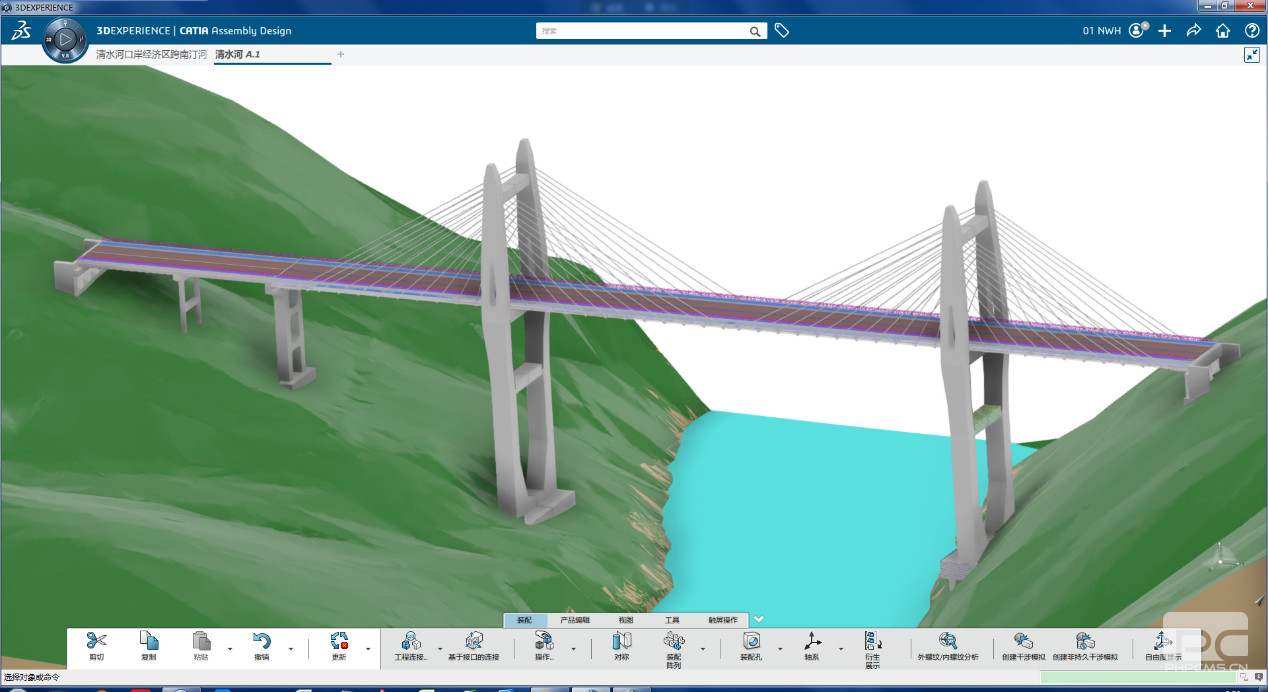 3DEXPERIENCE
3DEXPERIENCE | CATIA Assembly Design
搜索
01 NWH
清水河口岸经济区跨南汀河
清水河 A.1
装配
产品编辑
视图
工具
触屏操作
剪切
复制
粘贴
撤销
更新
工程连接...
基于接口的连接
操作...
对称
装配
阵列
装配孔
轴系
衍生
展示
外螺纹/内螺纹分析
创建干涉模拟
创建非持久干涉模拟
选择对象或命令